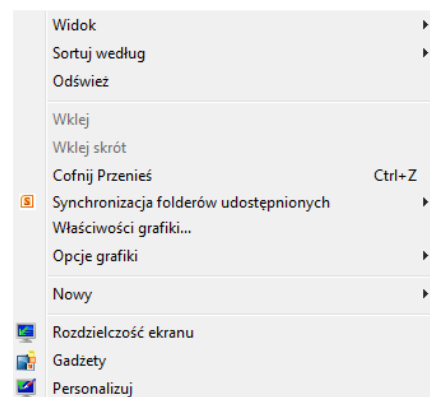 Widok
Sortuj według
Odśwież
Wklej
Wklej skrót
Cofnij Przenieś Ctrl+Z
S Synchronizacja folderów udostępnionych
Właściwości grafiki...
Opcje grafiki
Nowy
Rozdzielczość ekranu
Gadżety
Personalizuj